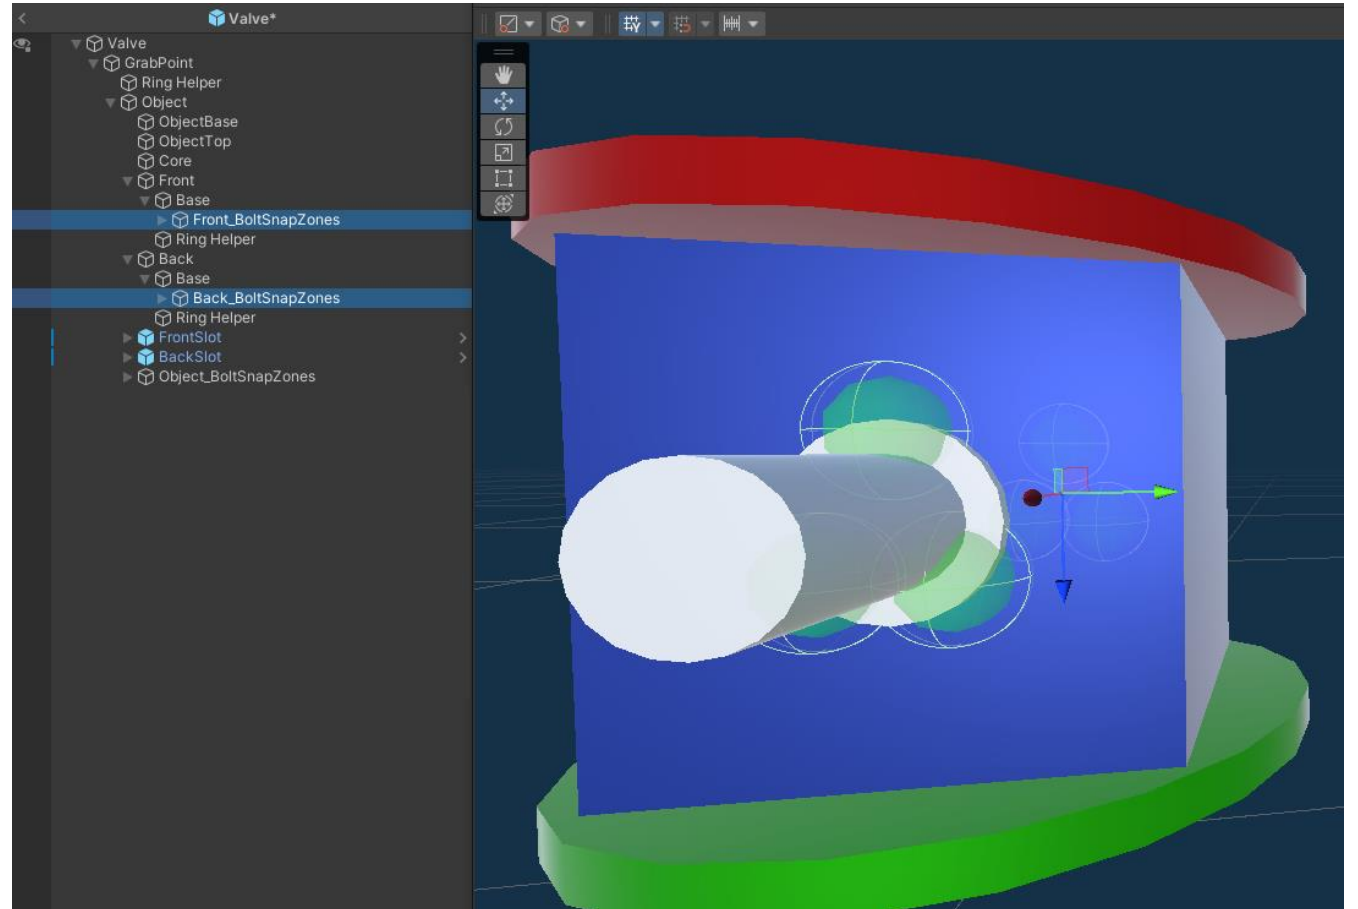 Valve*
Valve
GrabPoint
Ring Helper
Object
ObjectBase
ObjectTop
Core
Front
Base
Front_BoltSnapZones
Ring Helper
Back
Base
Back_BoltSnapZones
Ring Helper
FrontSlot
BackSlot
Object_BoltSnapZones